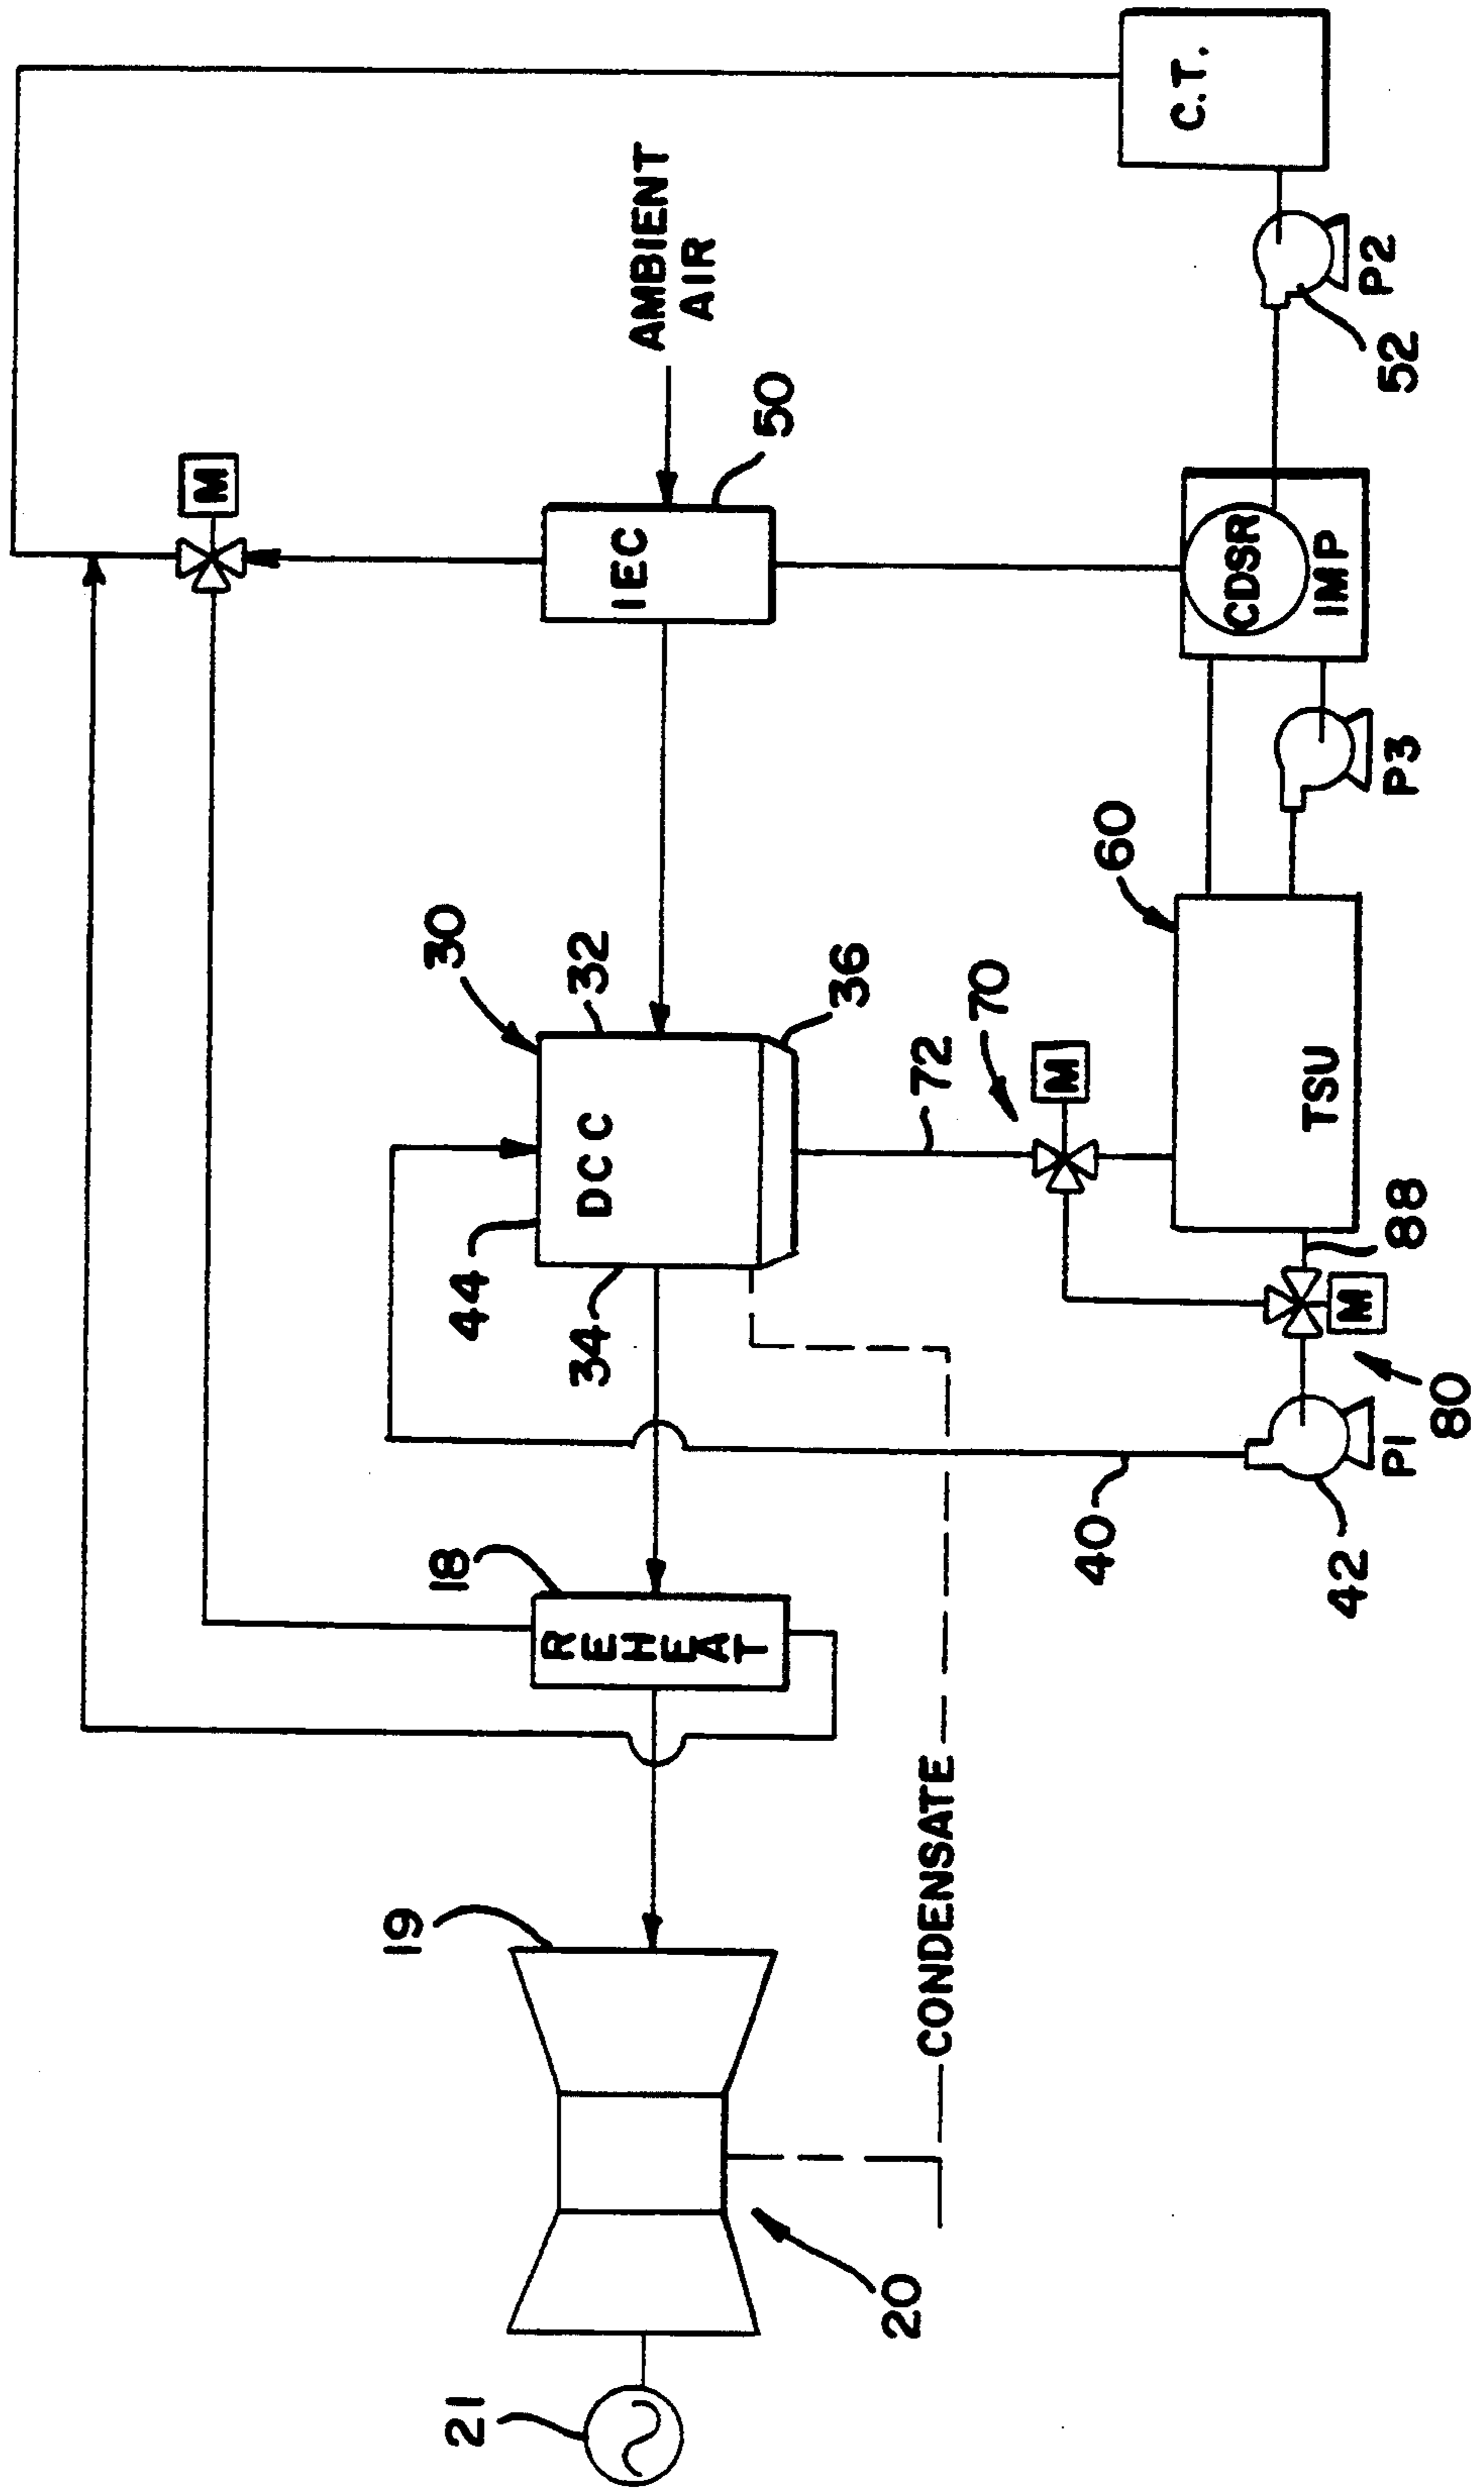 M
19
18
30
21
44
32
34
DCC
IEC
AMBIENT
AIR
REHEAT
50
36
20
CONDENSATE
72
70
M
40
60
C.T.
CDSR
IMP
TSU
42
M
P2
52
P1
P3
88
80